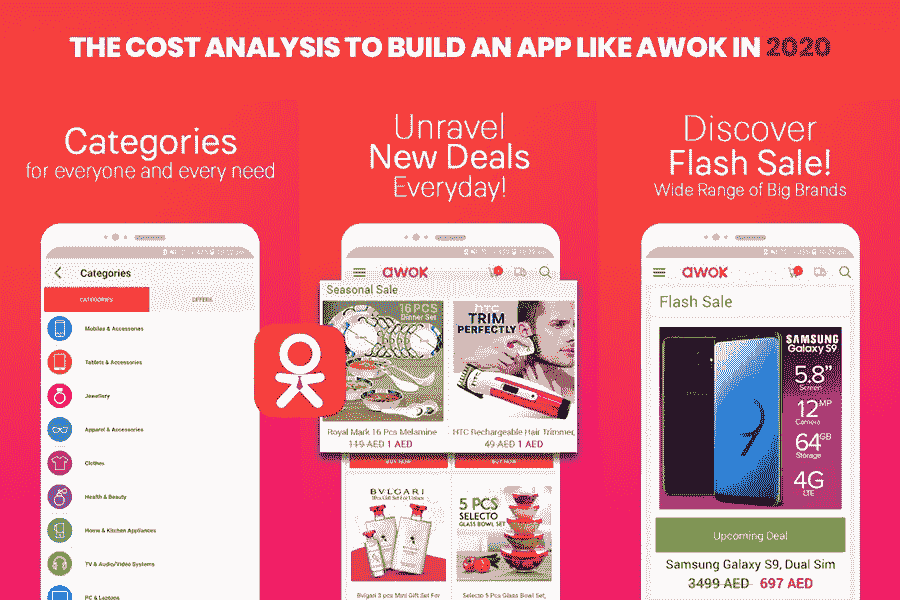 THE COST ANALYSIS TO BUILD AN APP LIKE AWOK IN 2020
Categories
for everyone and every need
Categories
CATEGORIES
OFFERS
Mobiles & Accessories
Tablets & Accessories
Jewellery
Apparel & Accessories
Clothes
Health & Beauty
Home & Kitchen Appliances
TV & Audio/Video Systems
PC & Laptops
Unravel
New Deals
Everyday!
awok
Seasonal Sale
16 PCS
Dinner Set
HTC
TRIM
PERFECTLY
Royal Mark 16 Pcs Melamine
119 AED 1 AED
HTC Rechargeable Hair Trimmer,
49 AED 1 AED
BUY NOW
BUY NOW
BVLGARI
5 PCS
SELECTO
GLASS BOWL SET
Bvlgari 3 pcs Mini Gift Set For
Selecto 5 Pcs Glass Bowl Set,
Discover
Flash Sale!
Wide Range of Big Brands
awok
Flash Sale
SAMSUNG
Galaxy S9
5.8"
Screen
12MP
Camera
64GB
Storage
4G
LTE
Upcoming Deal
Samsung Galaxy S9, Dual Sim
3499 AED 697 AED